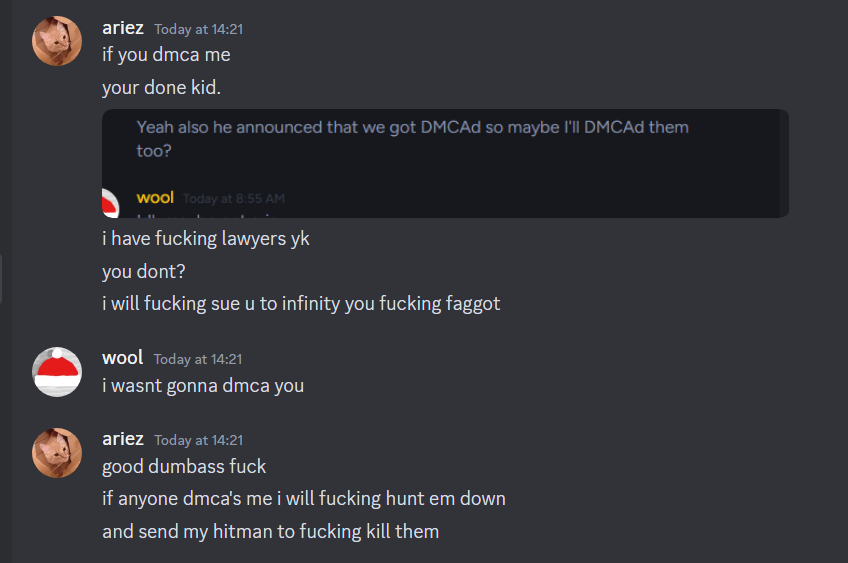 ariez Today at 14:21
if you dmca me
your done kid.
Yeah also he announced that we got DMCAd so maybe I'll DMCAd them
too?
wool Today at 8:55 AM
i have fucking lawyers yk
you dont?
i will fucking sue u to infinity you fucking faggot
wool Today at 14:21
i wasnt gonna dmca you
ariez Today at 14:21
good dumbass fuck
if anyone dmca's me i will fucking hunt em down
and send my hitman to fucking kill them